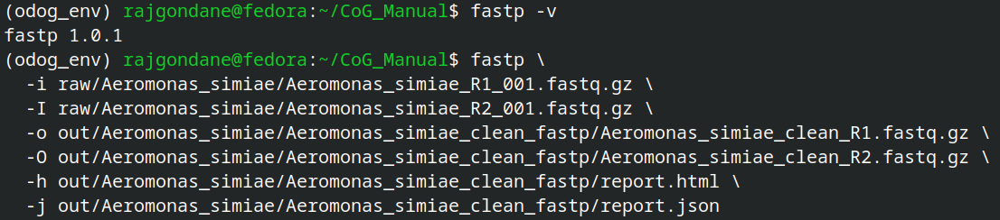 (odog_env) rajgondane@fedora:~/CoG_Manual$ fastp -v
fastp 1.0.1
(odog_env) rajgondane@fedora:~/CoG_Manual$ fastp \
  -i raw/Aeromonas_simiae/Aeromonas_simiae_R1_001.fastq.gz \
  -I raw/Aeromonas_simiae/Aeromonas_simiae_R2_001.fastq.gz \
  -o out/Aeromonas_simiae/Aeromonas_simiae_clean_fastp/Aeromonas_simiae_clean_R1.fastq.gz \
  -O out/Aeromonas_simiae/Aeromonas_simiae_clean_fastp/Aeromonas_simiae_clean_R2.fastq.gz \
  -h out/Aeromonas_simiae/Aeromonas_simiae_clean_fastp/report.html \
  -j out/Aeromonas_simiae/Aeromonas_simiae_clean_fastp/report.json